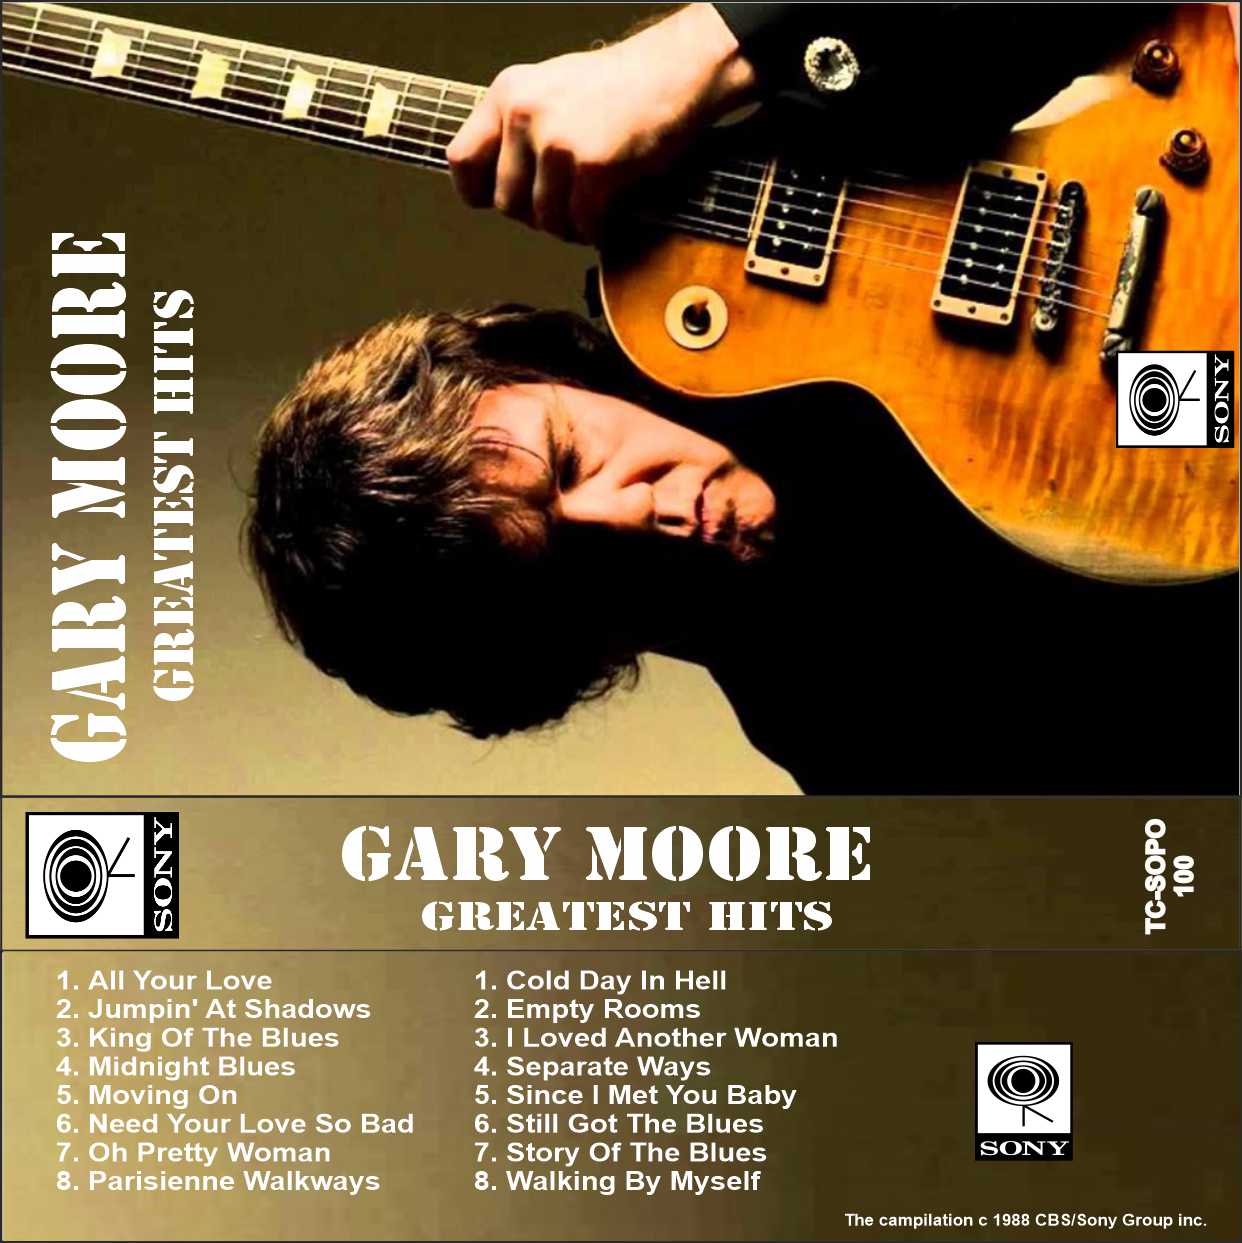 GARY MOORE
GREATEST HITS
SONY
SONY
GARY MOORE
GREATEST HITS
TC-SOPO
100
1. All Your Love
2. Jumpin' At Shadows
3. King Of The Blues
4. Midnight Blues
5. Moving On
6. Need Your Love So Bad
7. Oh Pretty Woman
8. Parisienne Walkways
1. Cold Day In Hell
2. Empty Rooms
3. I Loved Another Woman
4. Separate Ways
5. Since I Met You Baby
6. Still Got The Blues
7. Story Of The Blues
8. Walking By Myself
SONY
The campilation c 1988 CBS/Sony Group inc.